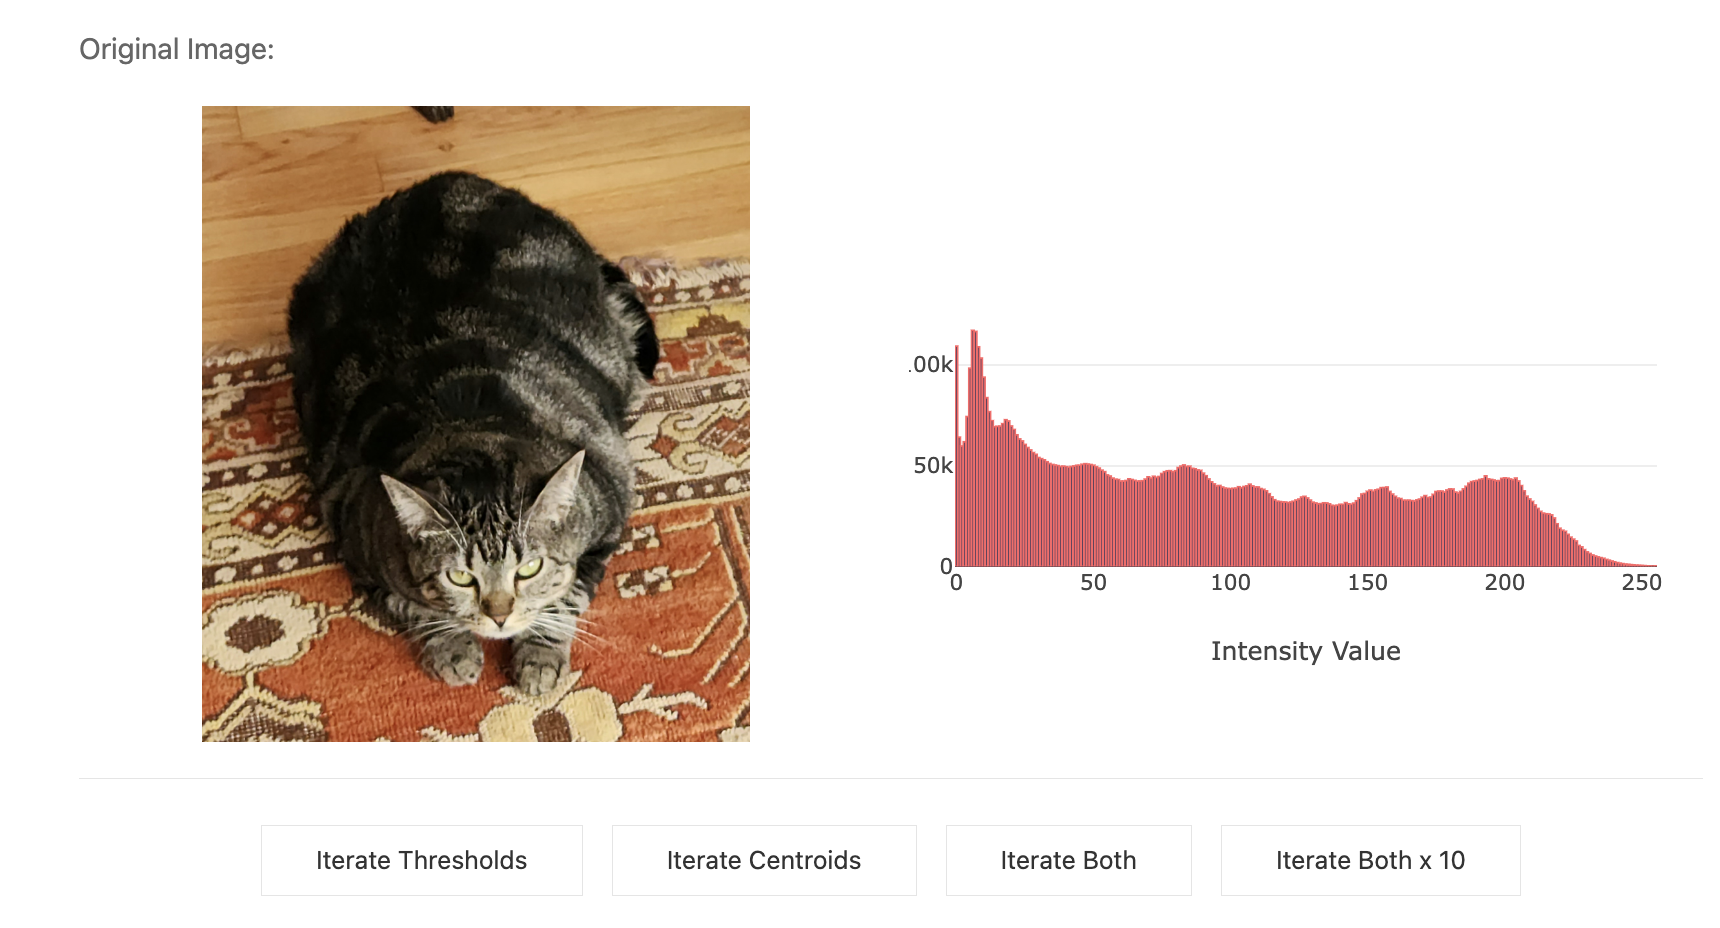 Original Image:
.00k
50k
0
0 50 100 150 200 250
Intensity Value
Iterate Thresholds Iterate Centroids Iterate Both Iterate Both x 10